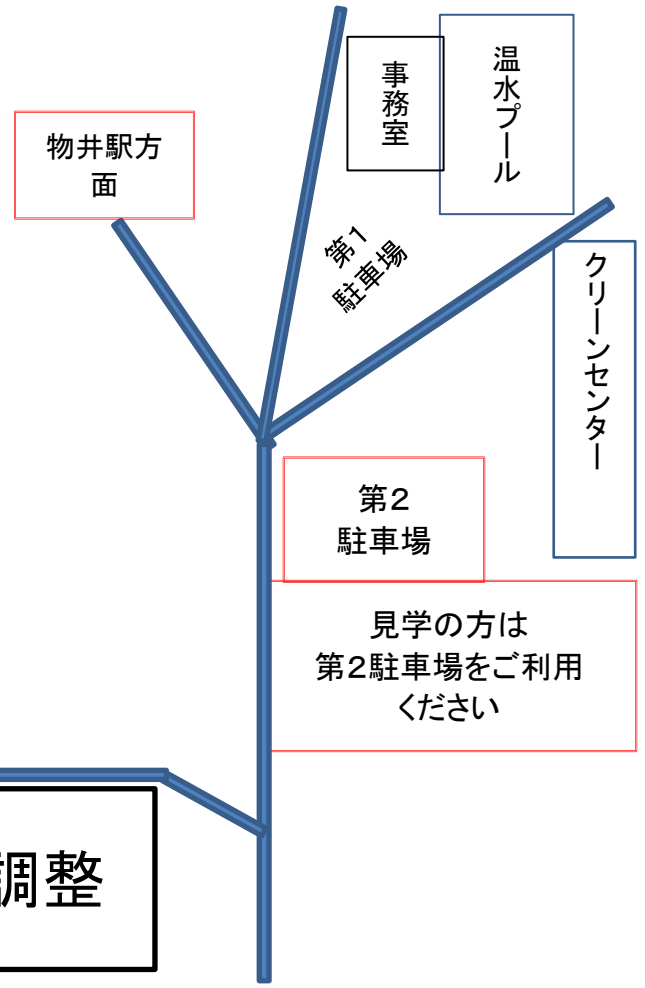 事務室
温水プール
物井駅方
面
第1
駐車場
クリーンセンター
第2
駐車場
見学の方は
第2駐車場をご利用
ください
調整